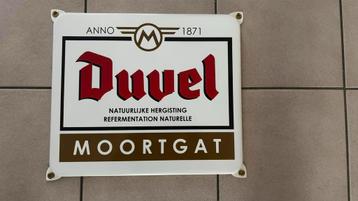 ANNO M 1871
Duvel
NATUURLIJKE HERGISTING
REFERMENTATION NATURELLE
MOORTGAT